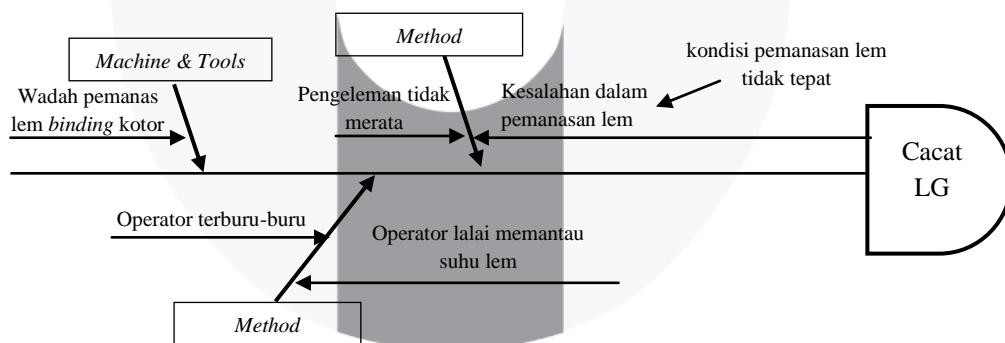 Method
kondisi pemanasan lem
tidak tepat
Machine & Tools
Wadah pemanas
lem binding kotor
Pengeleman tidak
merata
Kesalahan dalam
pemanasan lem
Cacat
LG
Operator terburu-buru
Operator lalai memantau
suhu lem
Method